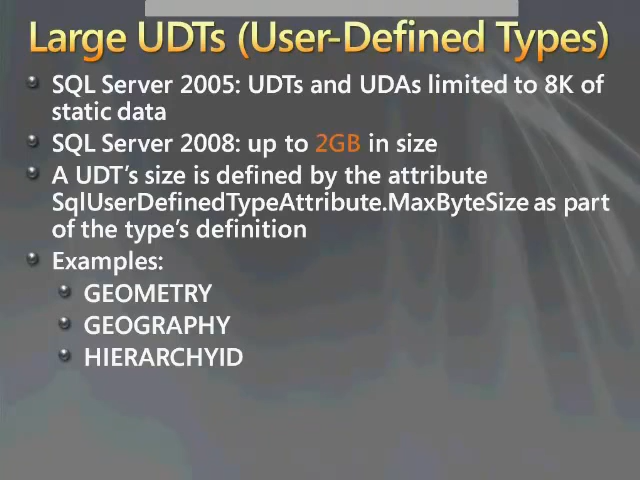 Large UDTs (User-Defined Types)
SQL Server 2005: UDTs and UDAs limited to 8K of
static data
SQL Server 2008: up to 2GB in size
A UDT's size is defined by the attribute
SqlUserDefinedTypeAttribute.MaxByteSize as part
of the type's definition
Examples:
GEOMETRY
GEOGRAPHY
HIERARCHYID